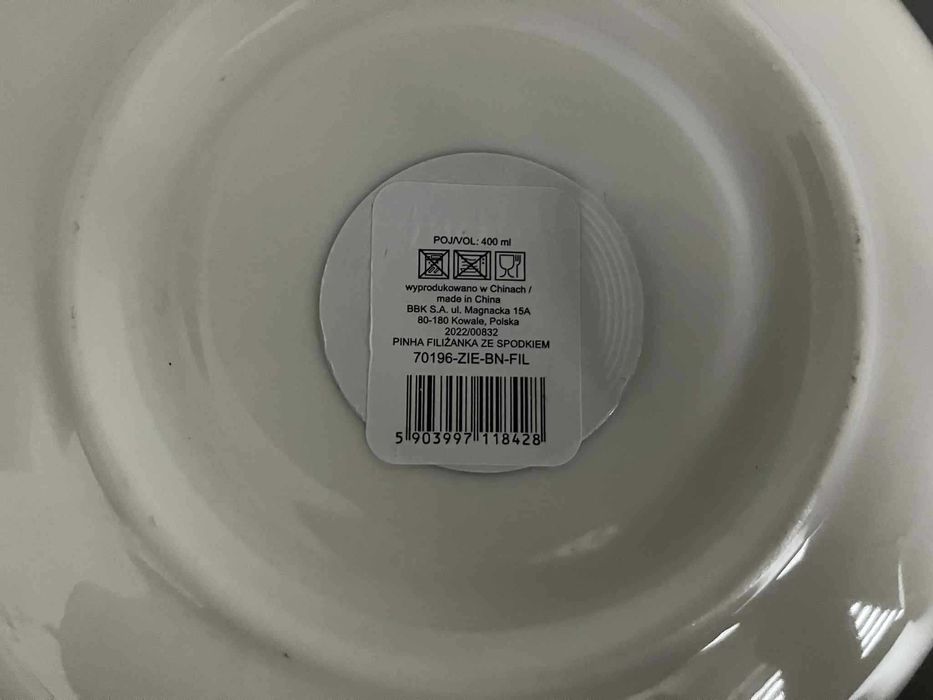 POJ/VOL: 400 ml
wyprodukowano w Chinach /
made in China
BBK S.A. ul. Magnacka 15A
80-180 Kowale, Polska
2022/00832
PINHA FILIŻANKA ZE SPODKIEM
70196-ZIE-BN-FIL
5 903997 118428